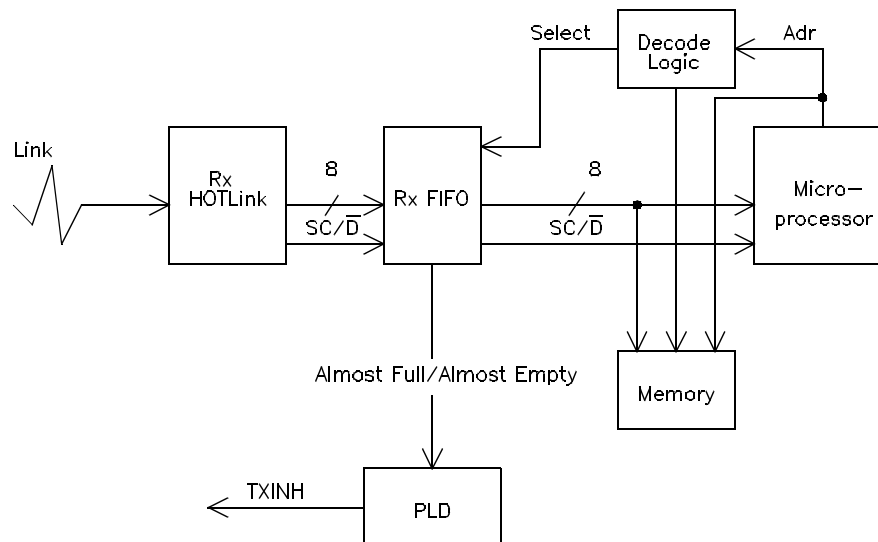 Select
Decode
Logic
Adr
Link
Rx
HOTLink
8
SC/D̅
Rx FIFO
8
SC/D̅
Micro–
processor
Almost Full/Almost Empty
Memory
TXINH
PLD